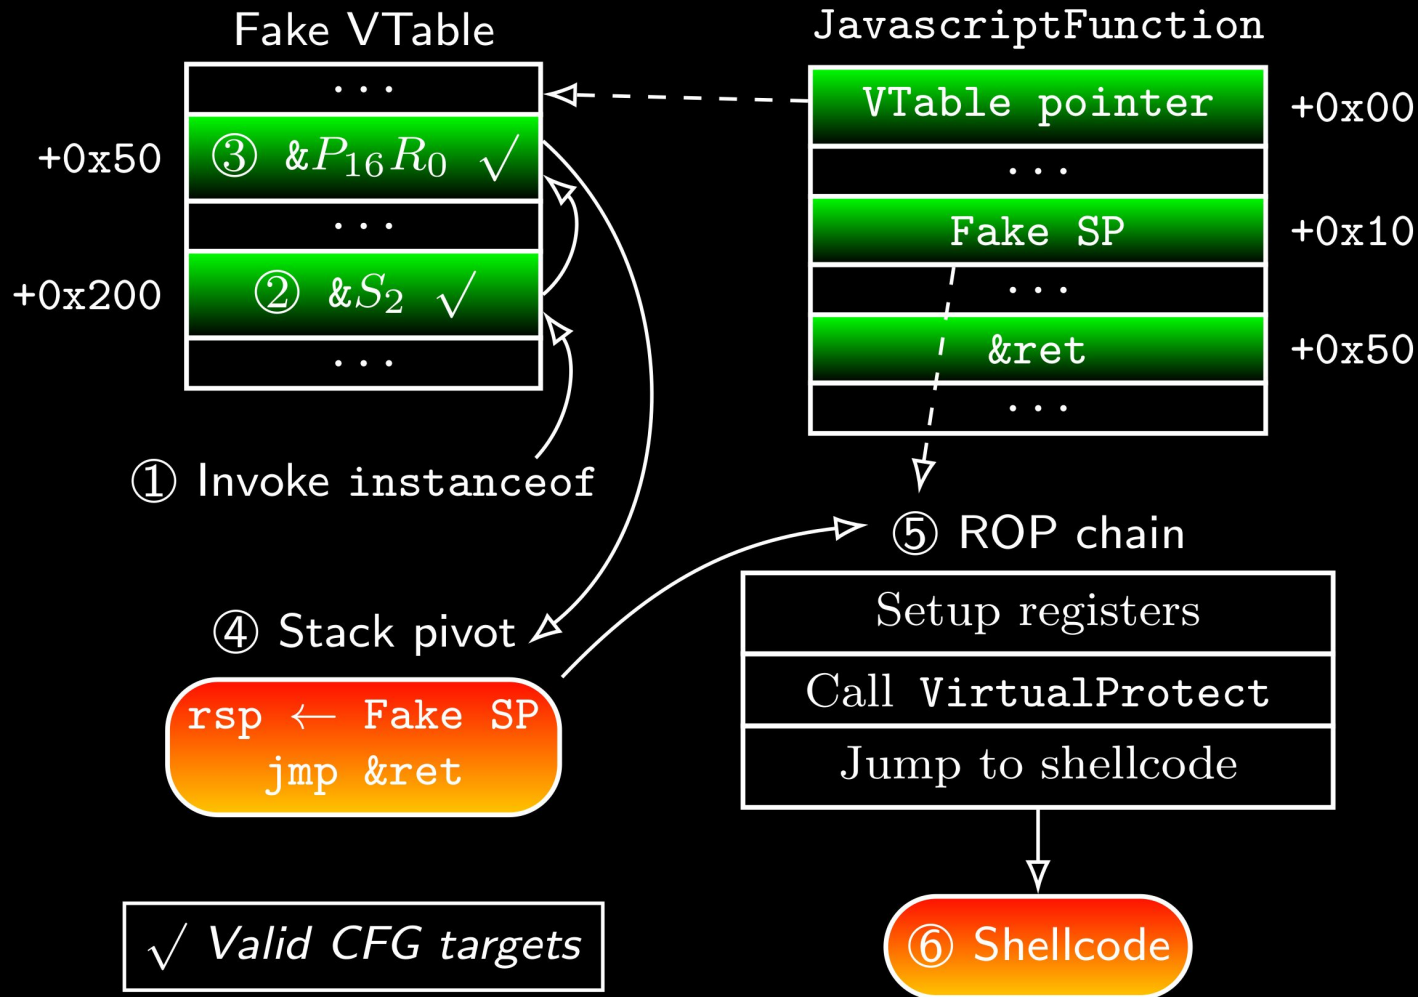 Fake VTable
...
+0x50 ③ &P₁₆R₀ √
...
+0x200 ② &S₂ √
...
① Invoke instanceof
④ Stack pivot
rsp ← Fake SP
jmp &ret
√ Valid CFG targets
JavascriptFunction
VTable pointer +0x00
...
Fake SP +0x10
...
&ret +0x50
...
⑤ ROP chain
Setup registers
Call VirtualProtect
Jump to shellcode
⑥ Shellcode